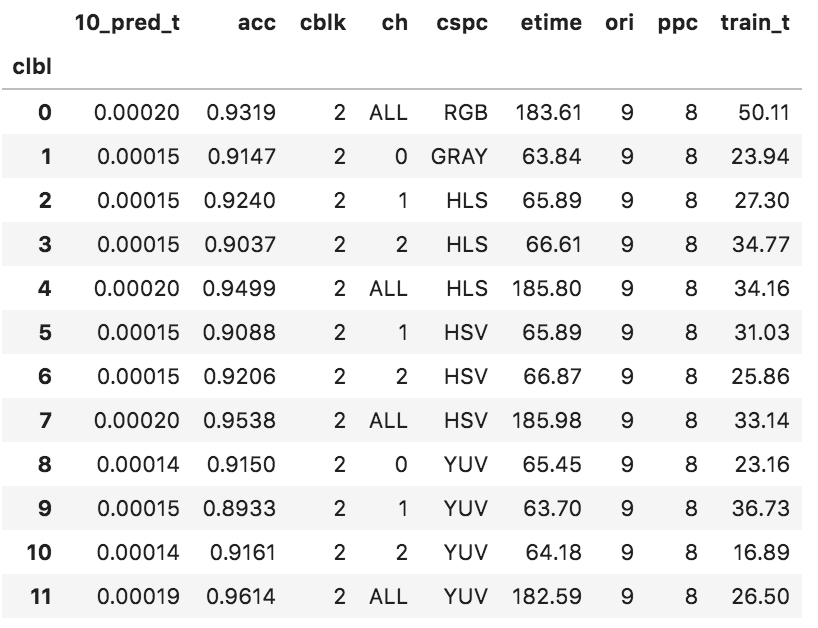 10_pred_t acc cblk ch cspc etime ori ppc train_t
clbl
0 0.00020 0.9319 2 ALL RGB 183.61 9 8 50.11
1 0.00015 0.9147 2 0 GRAY 63.84 9 8 23.94
2 0.00015 0.9240 2 1 HLS 65.89 9 8 27.30
3 0.00015 0.9037 2 2 HLS 66.61 9 8 34.77
4 0.00020 0.9499 2 ALL HLS 185.80 9 8 34.16
5 0.00015 0.9088 2 1 HSV 65.89 9 8 31.03
6 0.00015 0.9206 2 2 HSV 66.87 9 8 25.86
7 0.00020 0.9538 2 ALL HSV 185.98 9 8 33.14
8 0.00014 0.9150 2 0 YUV 65.45 9 8 23.16
9 0.00015 0.8933 2 1 YUV 63.70 9 8 36.73
10 0.00014 0.9161 2 2 YUV 64.18 9 8 16.89
11 0.00019 0.9614 2 ALL YUV 182.59 9 8 26.50